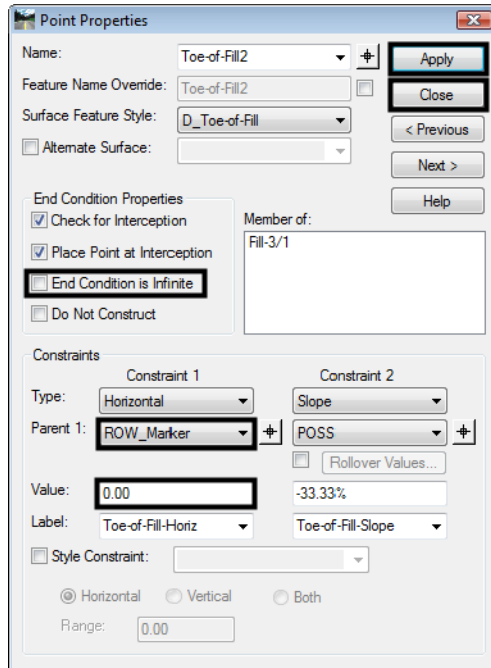 Point Properties
Name: Toe-of-Fill2 Apply
Feature Name Override: Toe-of-Fill2 Close
Surface Feature Style: D_Toe-of-Fill < Previous
Alternate Surface: Next >
Help
End Condition Properties
Check for Interception
Place Point at Interception
End Condition is Infinite
Do Not Construct
Member of:
Fill-3/1
Constraints
Constraint 1 Constraint 2
Type: Horizontal Slope
Parent 1: ROW_Marker POSS
Rollover Values...
Value: 0.00 -33.33%
Label: Toe-of-Fill-Horiz Toe-of-Fill-Slope
Style Constraint:
Horizontal Vertical Both
Range: 0.00